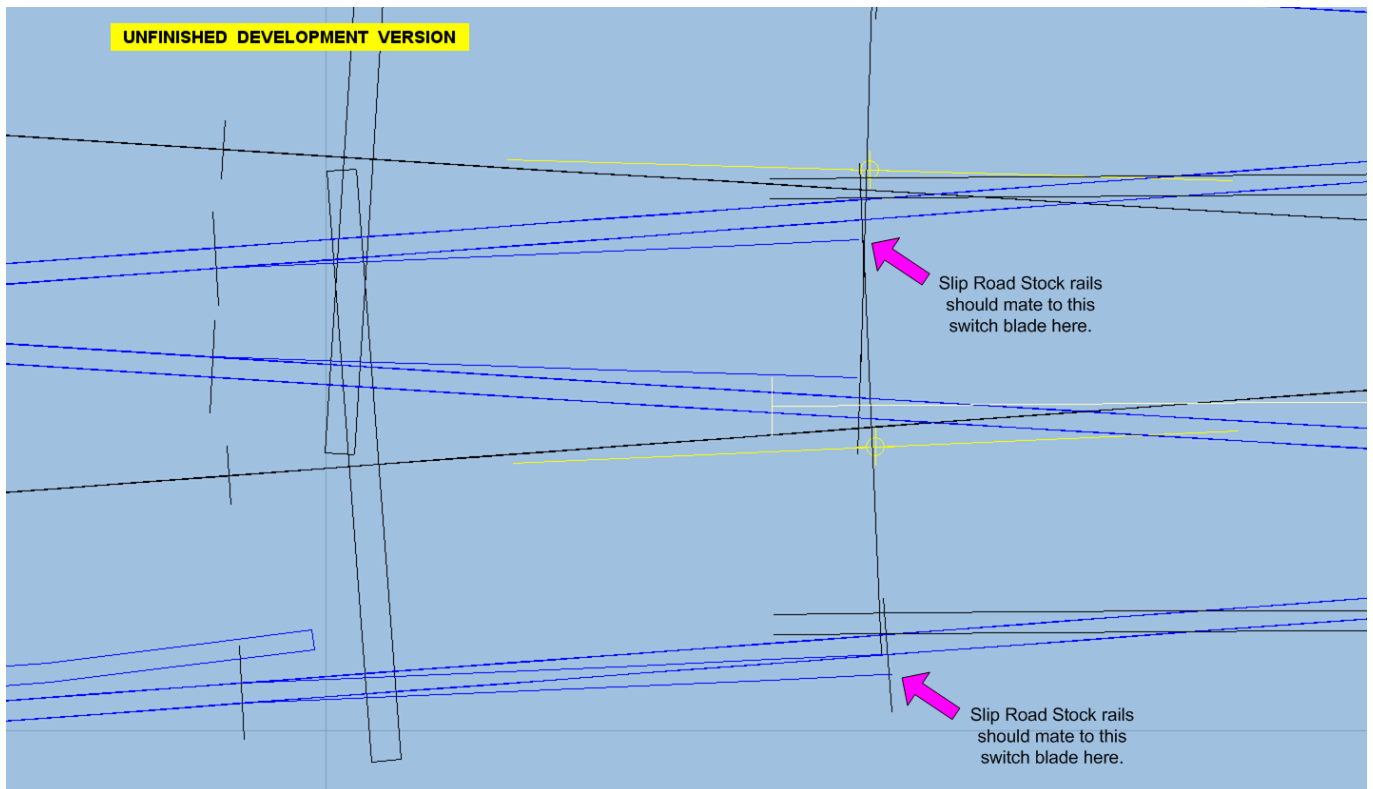 UNFINISHED DEVELOPMENT VERSION
Slip Road Stock rails
should mate to this
switch blade here.
Slip Road Stock rails
should mate to this
switch blade here.